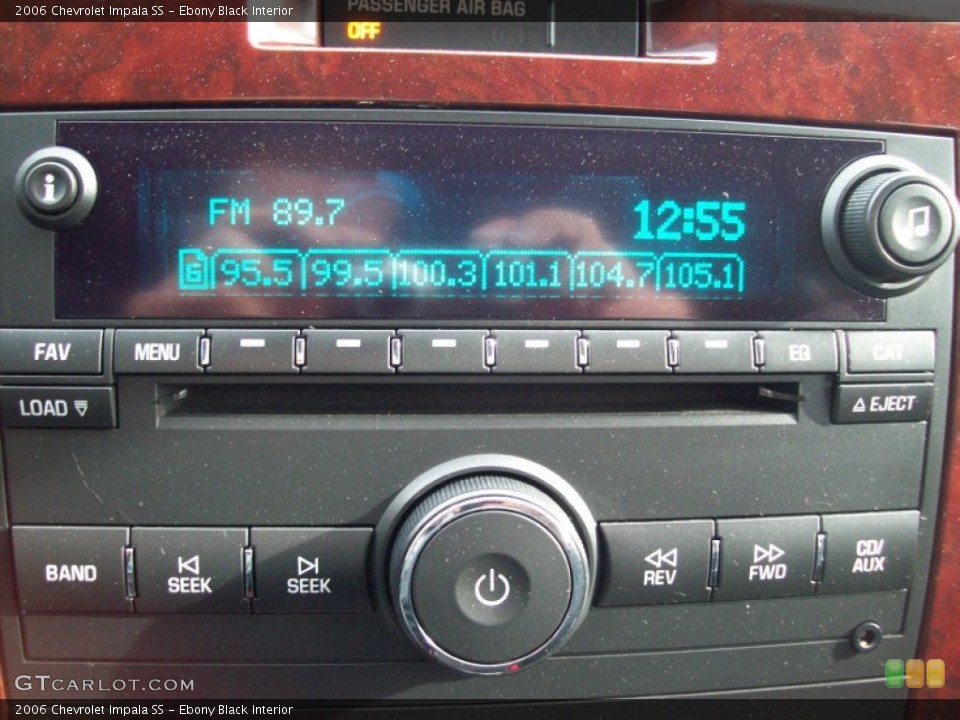 2006 Chevrolet Impala SS - Ebony Black Interior
PASSENGER AIR BAG
OFF ON
FM 89.7 12:55
G 95.5 99.5 100.3 101.1 104.7 105.1
FAV MENU EQ CAT
LOAD EJECT
BAND SEEK SEEK REV FWD CD/
AUX
GTCARLOT.COM
2006 Chevrolet Impala SS - Ebony Black Interior